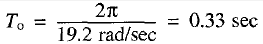 T₀ = 2π / 19.2 rad/sec = 0.33 sec